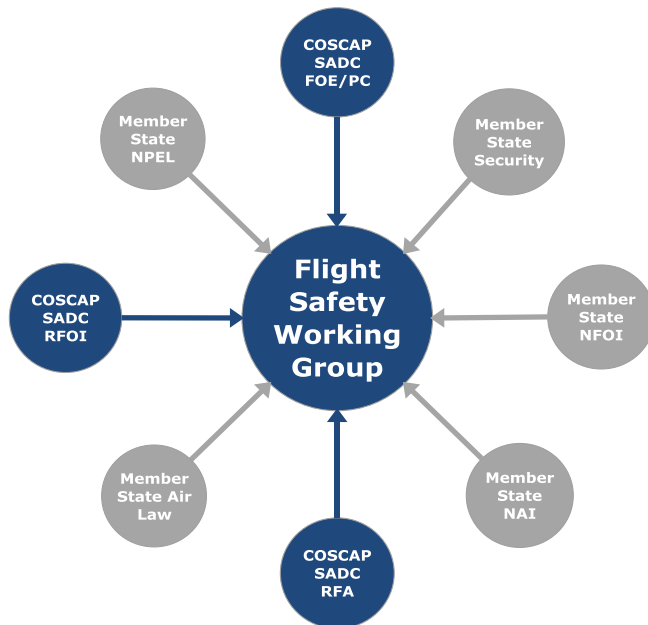 COSCAP
SADC
FOE/PC
Member
State
NPEL
Member
State
Security
Flight
Safety
Working
Group
COSCAP
SADC
RFOI
Member
State
NFOI
Member
State Air
Law
Member
State
NAI
COSCAP
SADC
RFA